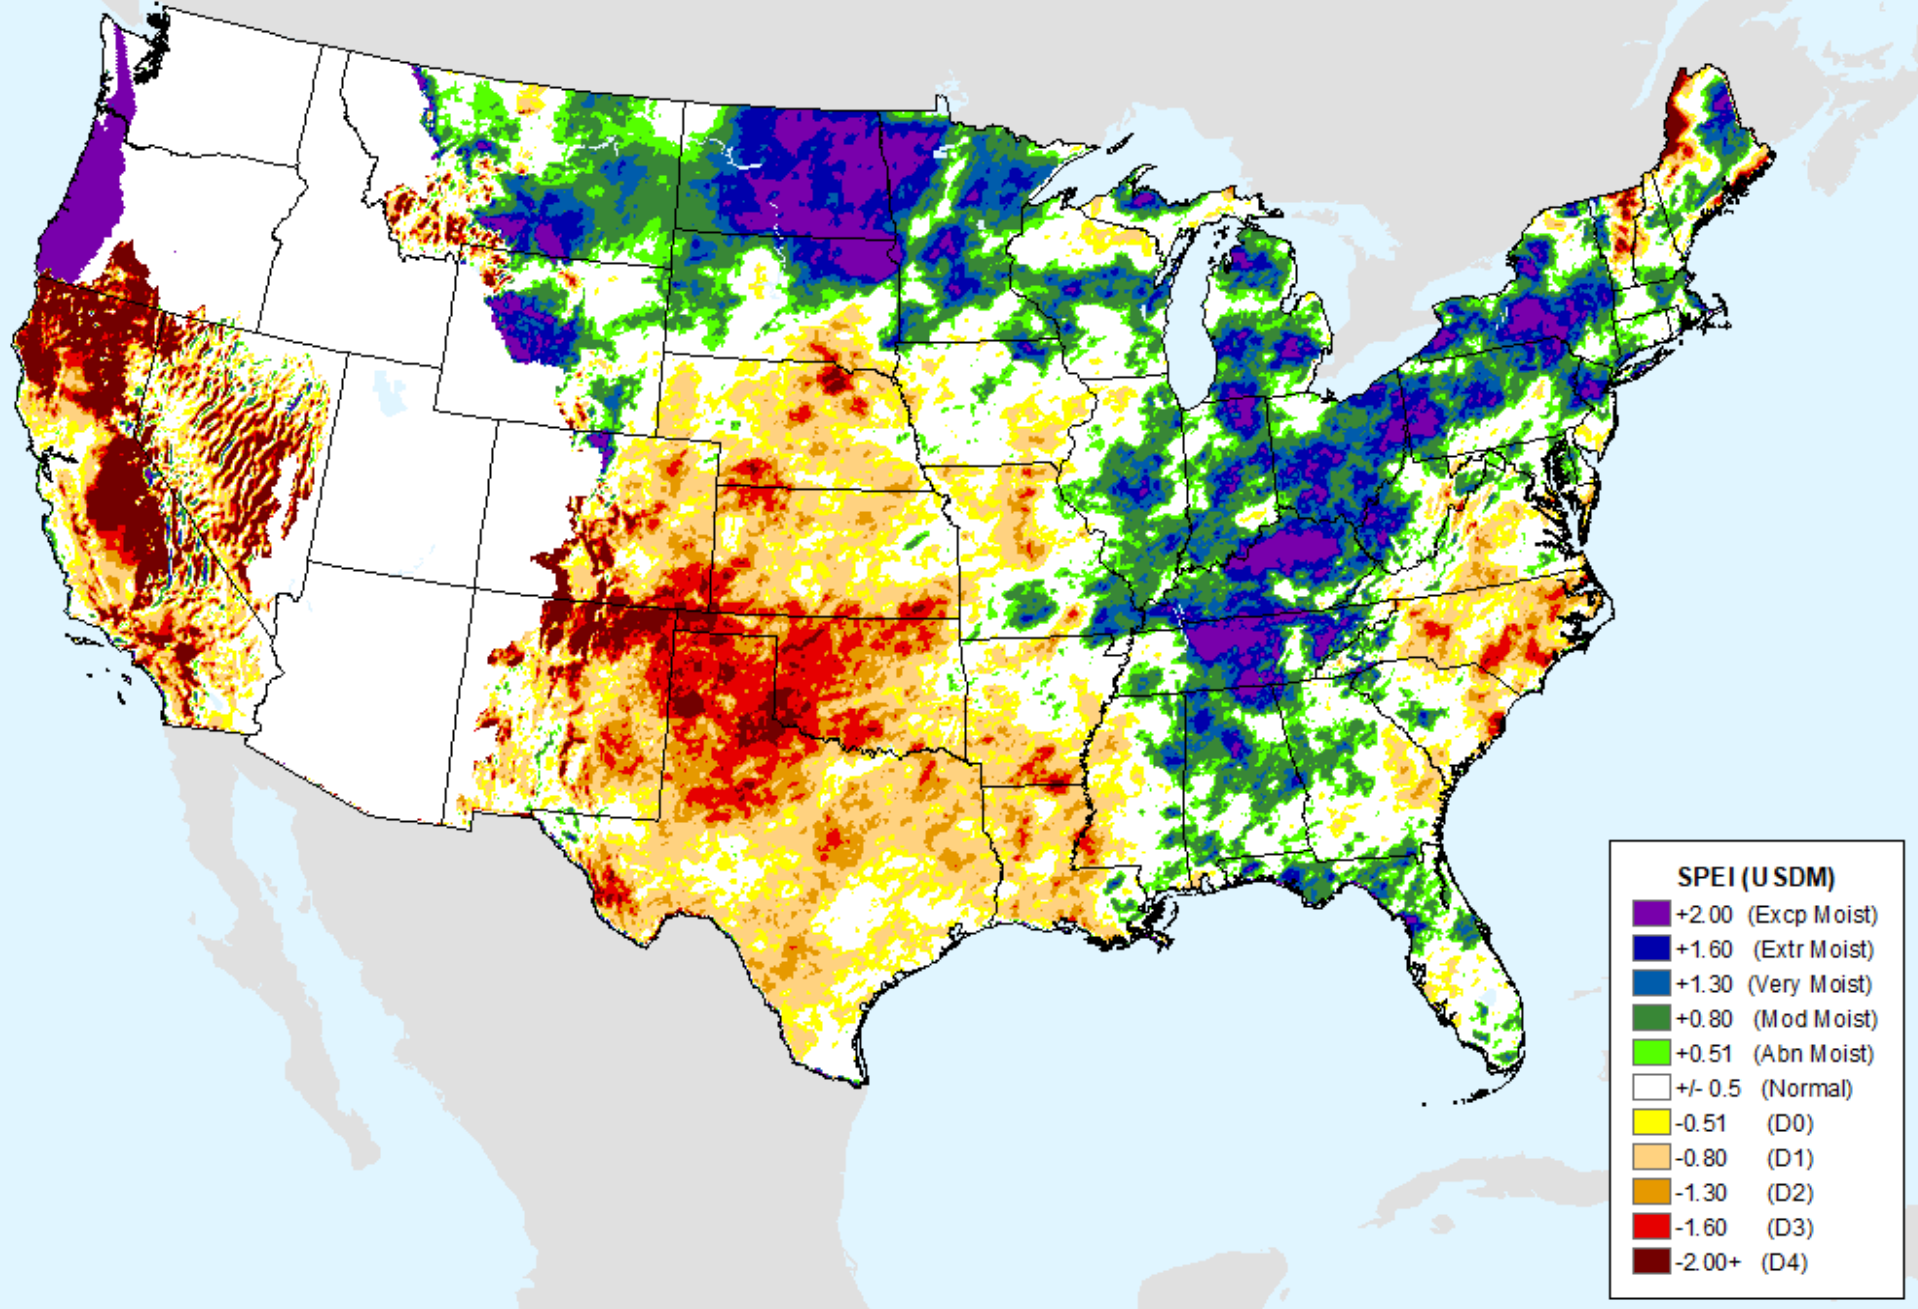 SPEI (USDM)
+2.00 (Excp Moist)
+1.60 (Extr Moist)
+1.30 (Very Moist)
+0.80 (Mod Moist)
+0.51 (Abn Moist)
+/- 0.5 (Normal)
-0.51 (D0)
-0.80 (D1)
-1.30 (D2)
-1.60 (D3)
-2.00+ (D4)